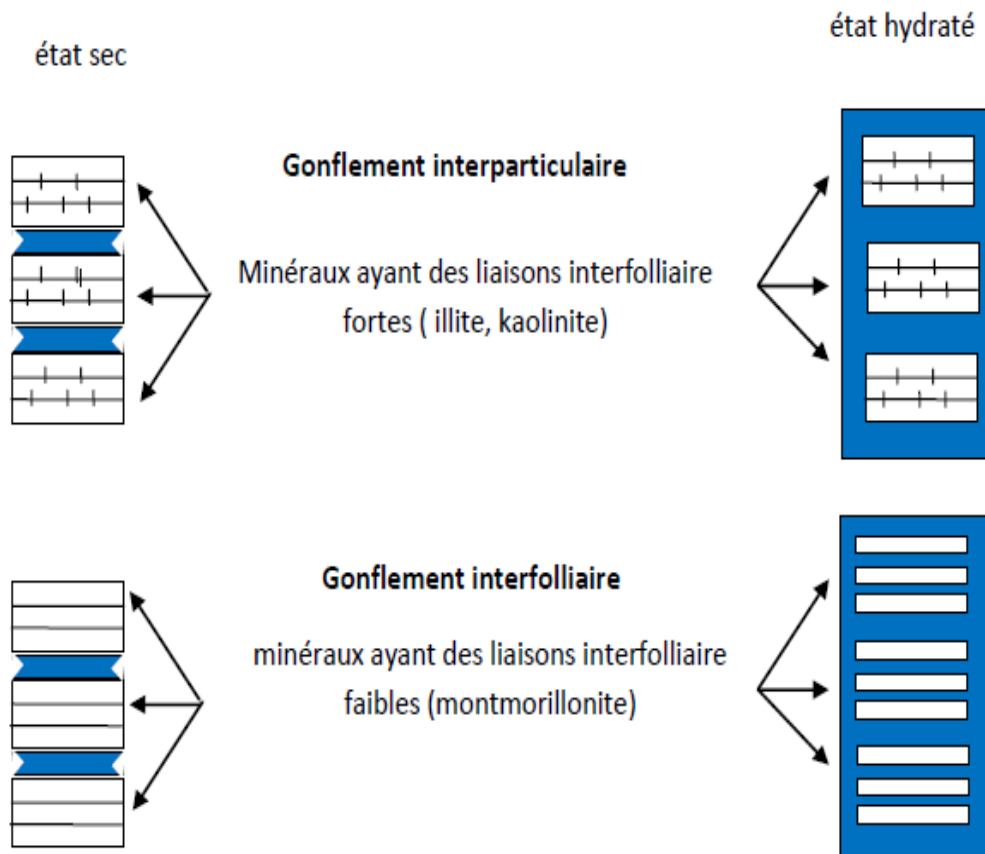 état sec
état hydraté
Gonflement interparticulaire
Minéraux ayant des liaisons interfolliaire
fortes ( illite, kaolinite)
Gonflement interfolliaire
minéraux ayant des liaisons interfolliaire
faibles (montmorillonite)